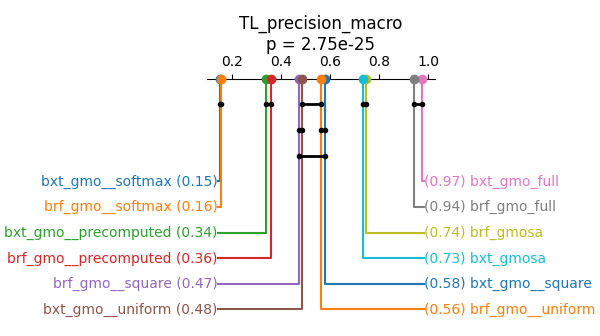 TL_precision_macro
p = 2.75e-25
0.2 0.4 0.6 0.8 1.0
bxt_gmo__softmax (0.15) (0.97) bxt_gmo_full
brf_gmo__softmax (0.16) (0.94) brf_gmo_full
bxt_gmo__precomputed (0.34) (0.74) brf_gmosa
brf_gmo__precomputed (0.36) (0.73) bxt_gmosa
brf_gmo__square (0.47) (0.58) bxt_gmo__square
bxt_gmo__uniform (0.48) (0.56) brf_gmo__uniform